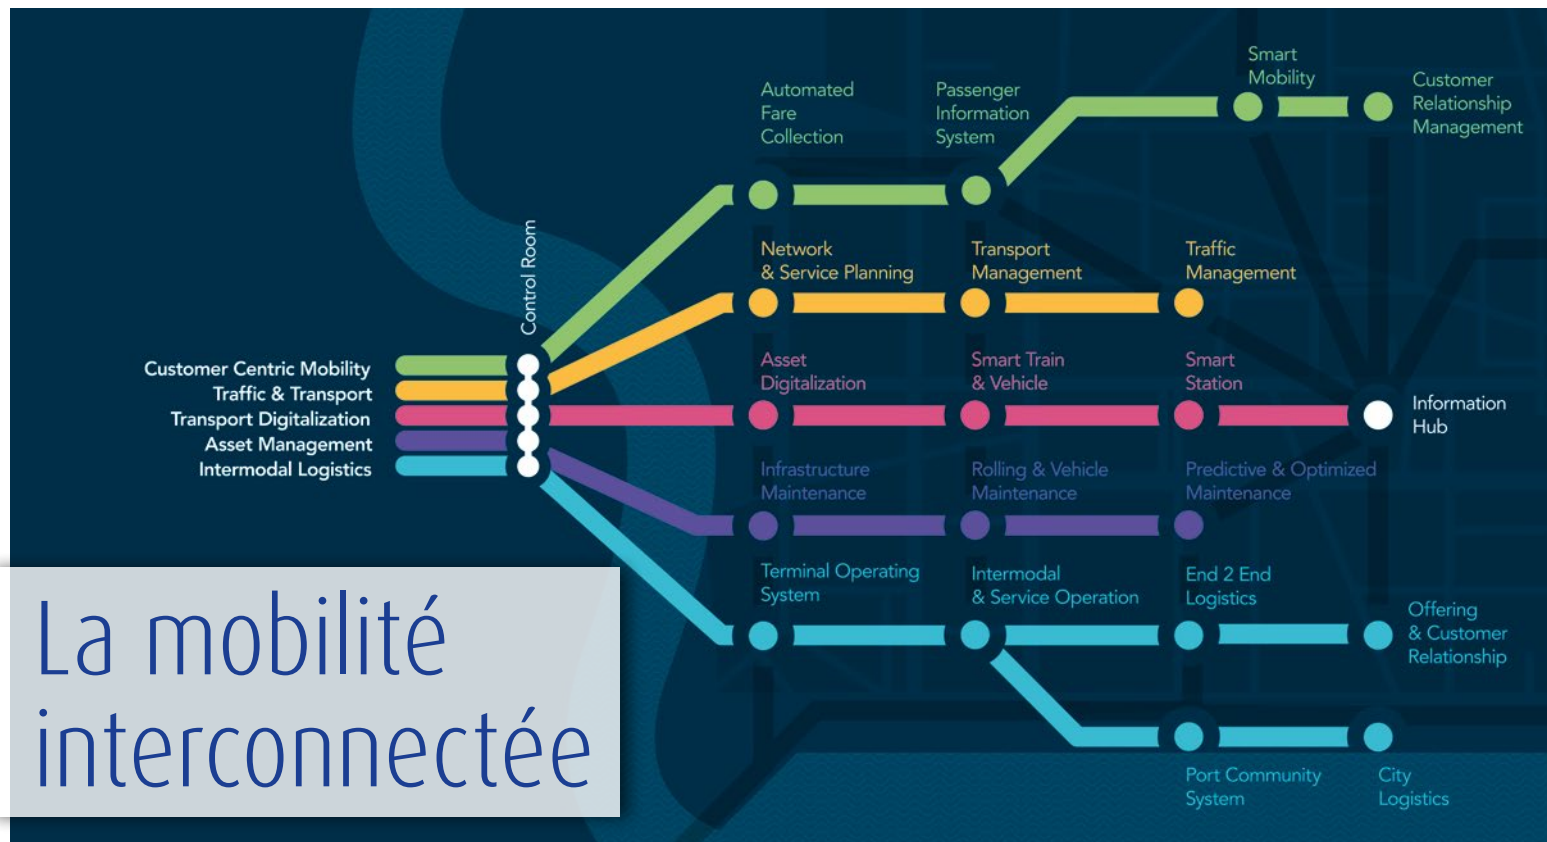 Smart
Mobility
Customer
Relationship
Management
Automated
Fare
Collection
Passenger
Information
System
Control Room
Network
& Service Planning
Transport
Management
Traffic
Management
Customer Centric Mobility
Traffic & Transport
Transport Digitalization
Asset Management
Intermodal Logistics
Asset
Digitalization
Smart Train
& Vehicle
Smart
Station
Information
Hub
Infrastructure
Maintenance
Rolling & Vehicle
Maintenance
Predictive & Optimized
Maintenance
Terminal Operating
System
Intermodal
& Service Operation
End 2 End
Logistics
Offering
& Customer
Relationship
Port Community
System
City
Logistics
La mobilité
interconnectée